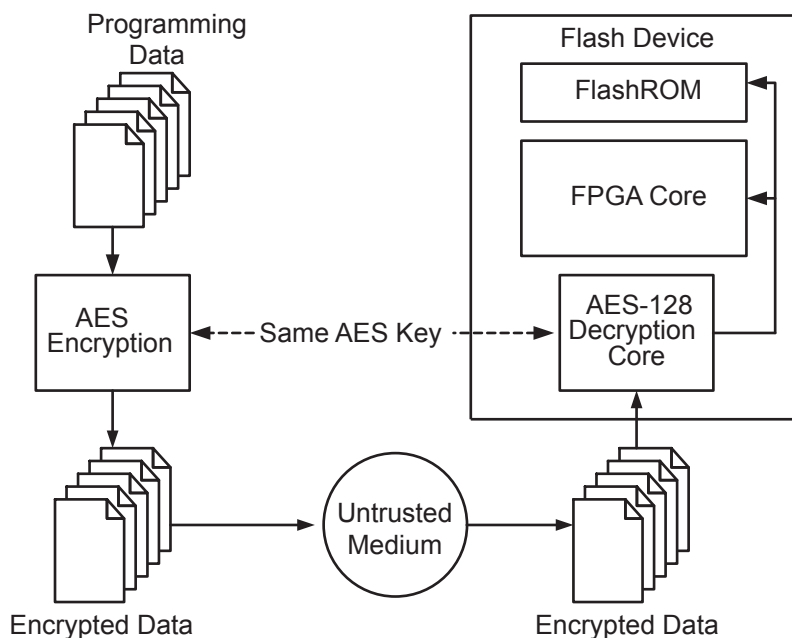 Programming
Data
Flash Device
FlashROM
FPGA Core
AES
Encryption
Same AES Key
AES-128
Decryption
Core
Untrusted
Medium
Encrypted Data
Encrypted Data